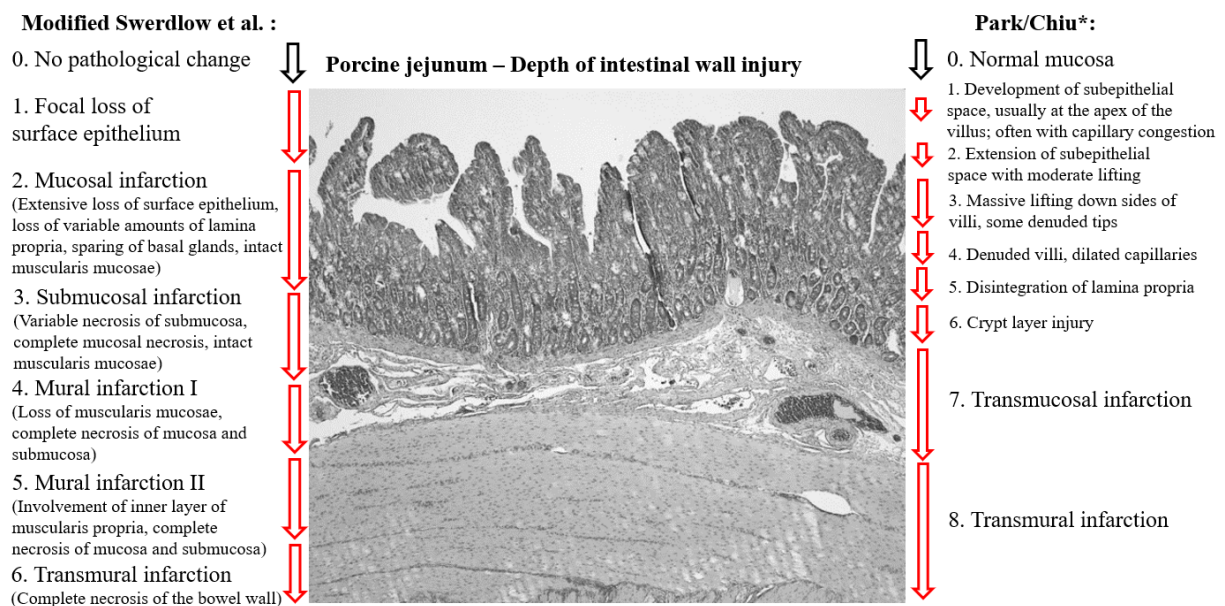 Modified Swerdlow et al. :
0. No pathological change
1. Focal loss of
surface epithelium
2. Mucosal infarction
(Extensive loss of surface epithelium,
loss of variable amounts of lamina
propria, sparing of basal glands, intact
muscularis mucosae)
3. Submucosal infarction
(Variable necrosis of submucosa,
complete mucosal necrosis, intact
muscularis mucosae)
4. Mural infarction I
(Loss of muscularis mucosae,
complete necrosis of mucosa and
submucosa)
5. Mural infarction II
(Involvement of inner layer of
muscularis propria, complete
necrosis of mucosa and submucosa)
6. Transmural infarction
(Complete necrosis of the bowel wall)
Porcine jejunum – Depth of intestinal wall injury
Park/Chiu*:
0. Normal mucosa
1. Development of subepithelial
space, usually at the apex of the
villus; often with capillary congestion
2. Extension of subepithelial
space with moderate lifting
3. Massive lifting down sides of
villi, some denuded tips
4. Denuded villi, dilated capillaries
5. Disintegration of lamina propria
6. Crypt layer injury
7. Transmucosal infarction
8. Transmural infarction